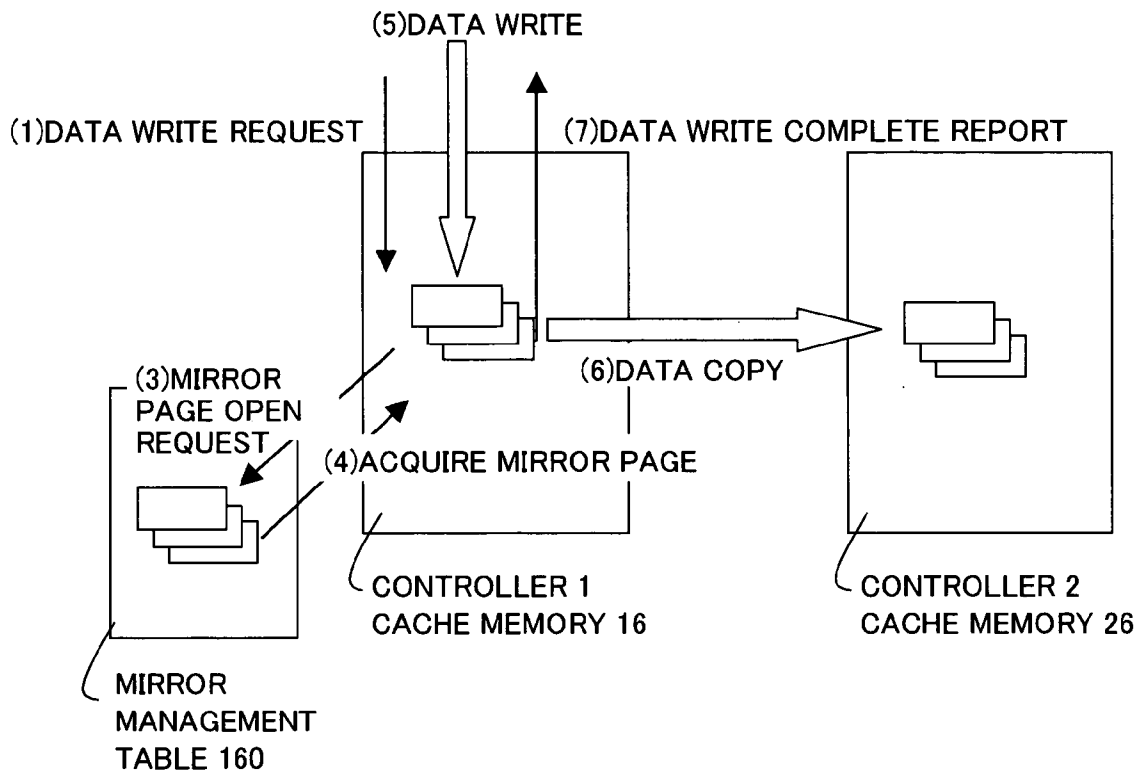 (5)DATA WRITE
(1)DATA WRITE REQUEST
(7)DATA WRITE COMPLETE REPORT
(6)DATA COPY
(3)MIRROR
PAGE OPEN
REQUEST
(4)ACQUIRE MIRROR PAGE
CONTROLLER 1
CACHE MEMORY 16
CONTROLLER 2
CACHE MEMORY 26
MIRROR
MANAGEMENT
TABLE 160